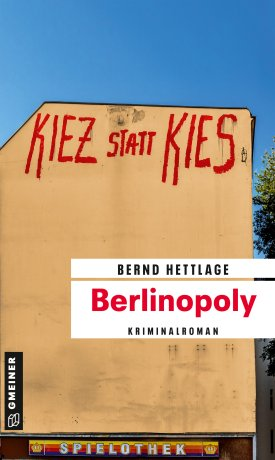 KIEZ STATT KIES
BERND HETTLAGE
Berlinopoly
KRIMINALROMAN
GMEINER
SPIELOTHEK